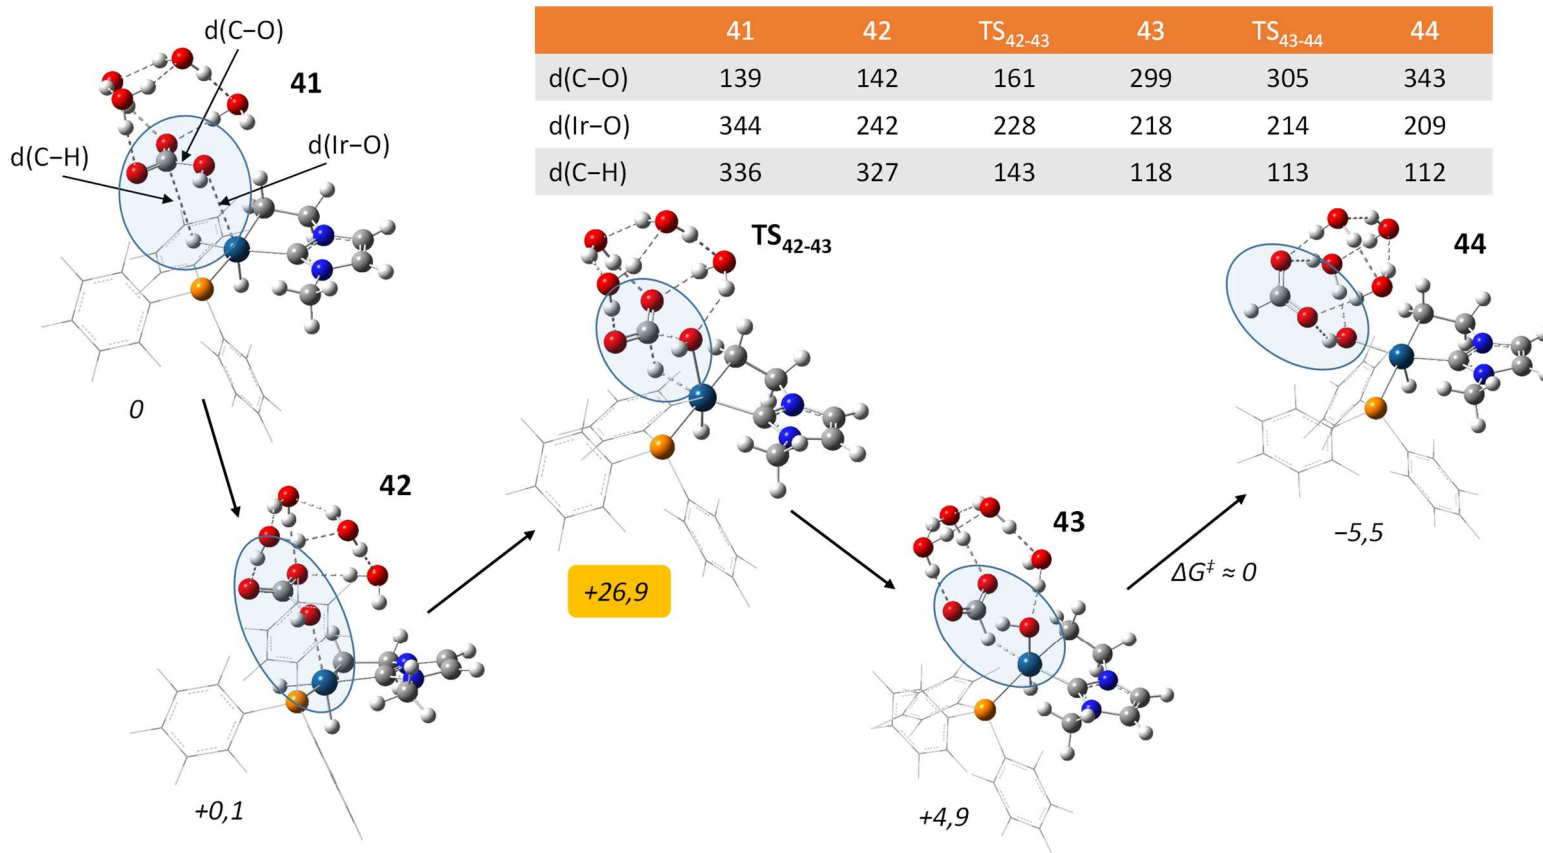 d(C–O)
41
d(C–H)
d(Ir–O)
0
41 42 TS42-43 43 TS43-44 44
d(C–O) 139 142 161 299 305 343
d(Ir–O) 344 242 228 218 214 209
d(C–H) 336 327 143 118 113 112
TS42-43
44
42
+26,9
43
−5,5
ΔG‡ ≈ 0
+0,1
+4,9